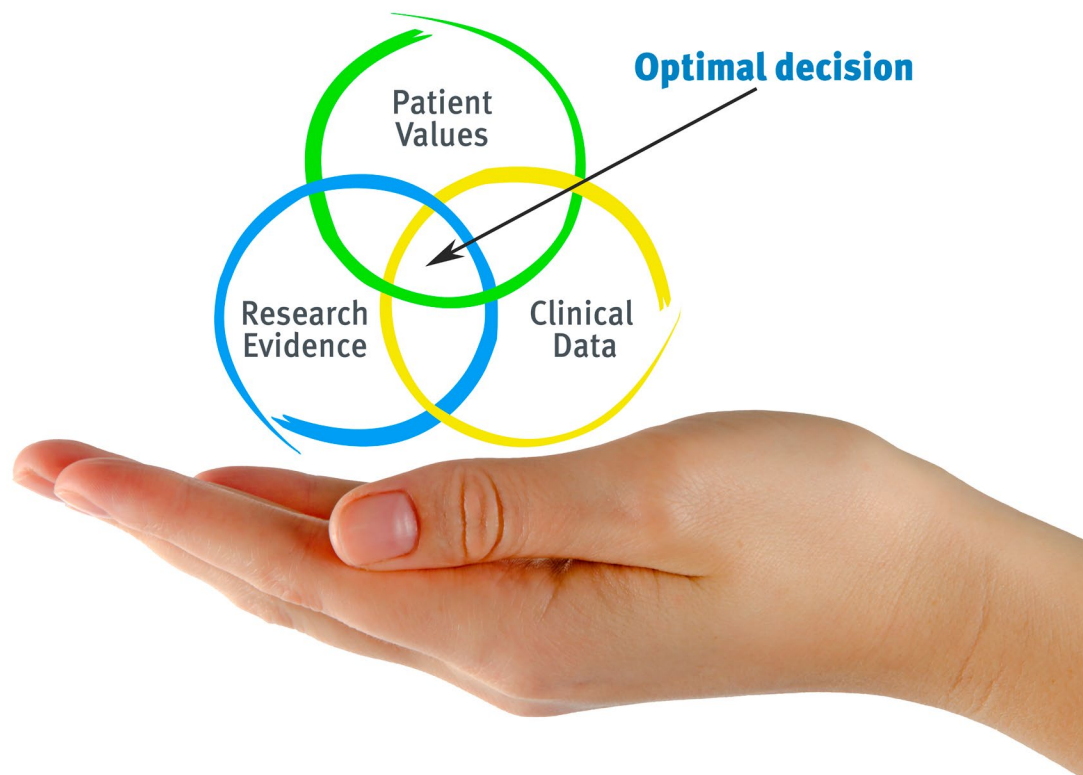 Optimal decision
Patient
Values
Research
Evidence
Clinical
Data